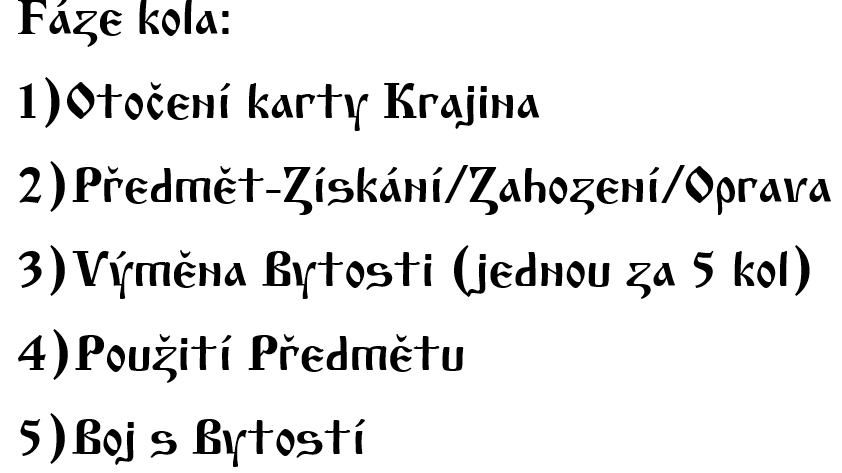 Fáze kola:
1)Otočení karty Krajina
2)Předmět-Získání/Zahození/Oprava
3)Výměna Bytosti (jednou za 5 kol)
4)Použití Předmětu
5)Boj s Bytostí